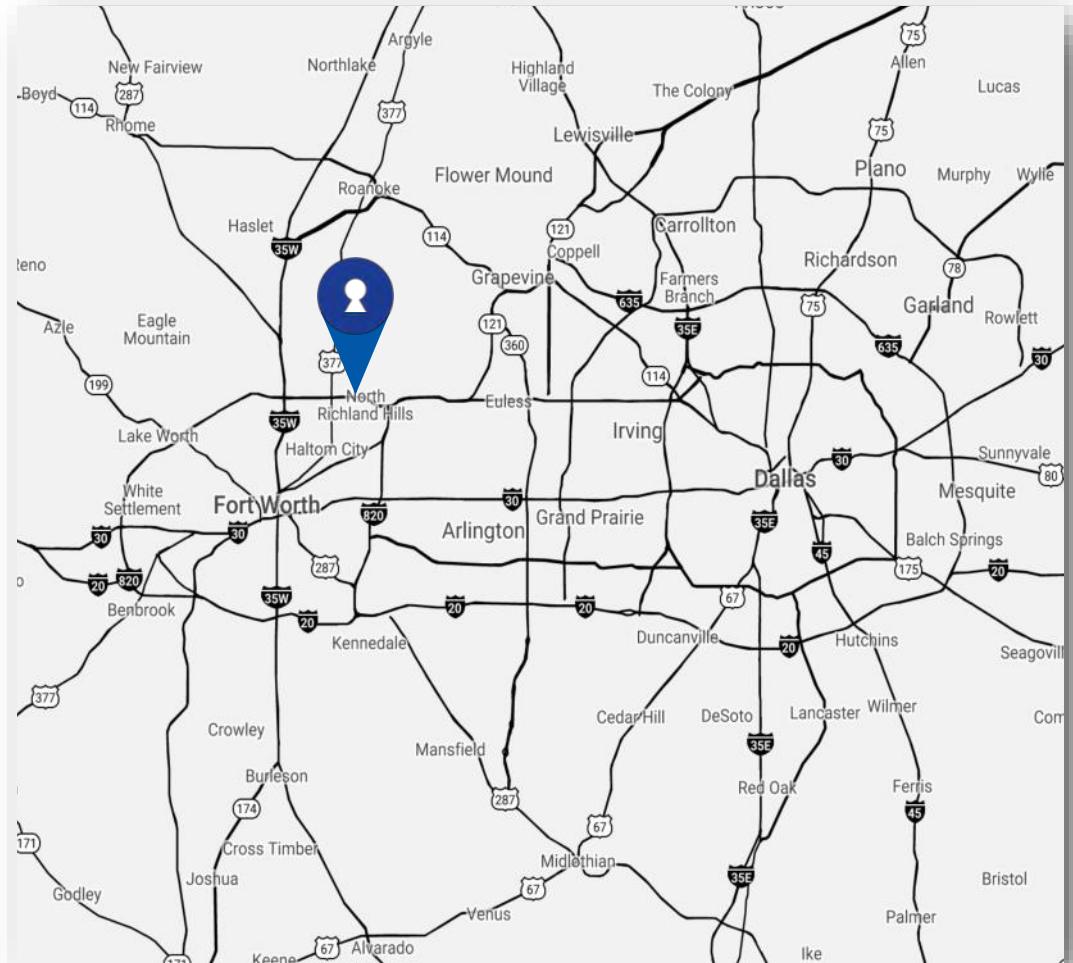 Argyle
75
New Fairview
Northlake
Highland
Village
Allen
287
Boyd
114
The Colony
Lucas
377
Rhome
Lewisville
75
Plano
Flower Mound
Murphy
Wylie
Roanoke
Haslet
114
121
Carrollton
35W
Coppell
Richardson
Grapevine
Farmers
Branch
78
635
75
Garland
Rowlett
Azle
Eagle
Mountain
121
360
35E
635
30
377
199
114
North
Richland Hills
Euless
35W
Irving
Lake Worth
Haltom City
30
Sunnyvale
80
Dallas
White
Settlement
Fort Worth
30
Mesquite
820
Arlington
Grand Prairie
35E
30
30
45
Balch Springs
287
175
20
20
820
35W
67
Benbrook
20
20
20
Kennedale
Duncanville
20
Hutchins
377
Crowley
Cedar Hill
DeSoto
Lancaster
Wilmer
Mansfield
35E
Burleson
Red Oak
Ferris
287
174
45
67
171
Cross Timber
Midlothian
35E
Joshua
Bristol
Godley
67
Venus
Palmer
67
Alvarado
Keene
Ike